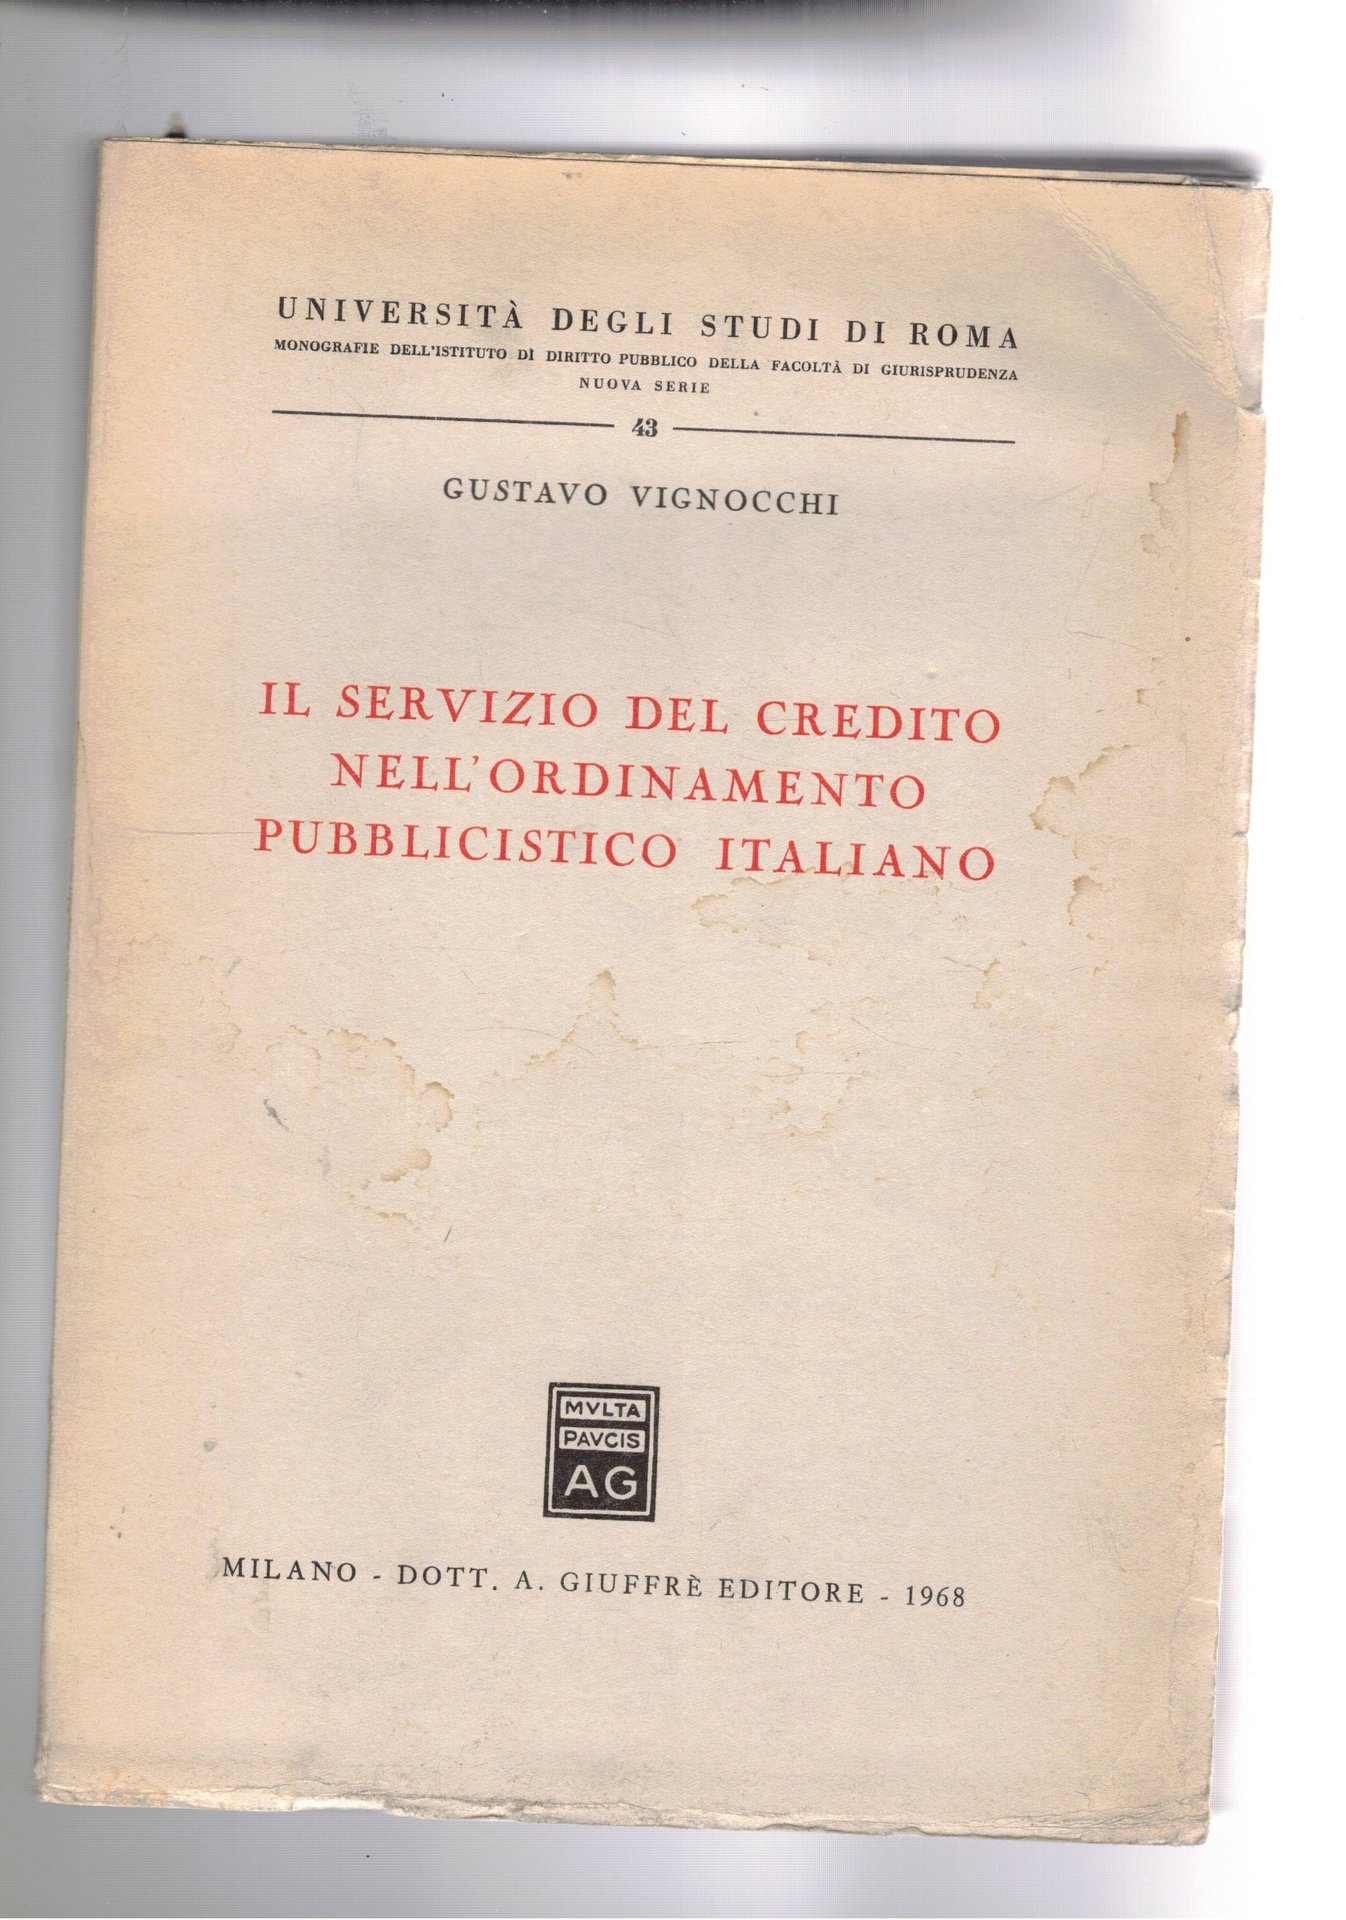 UNIVERSITÀ DEGLI STUDI DI ROMA
MONOGRAFIE DELL'ISTITUTO DI DIRITTO PUBBLICO DELLA FACOLTÀ DI GIURISPRUDENZA
NUOVA SERIE
43
GUSTAVO VIGNOCCHI
IL SERVIZIO DEL CREDITO
NELL'ORDINAMENTO
PUBBLICISTICO ITALIANO
MVLTA
PAVCIS
AG
MILANO - DOTT. A. GIUFFRÈ EDITORE - 1968